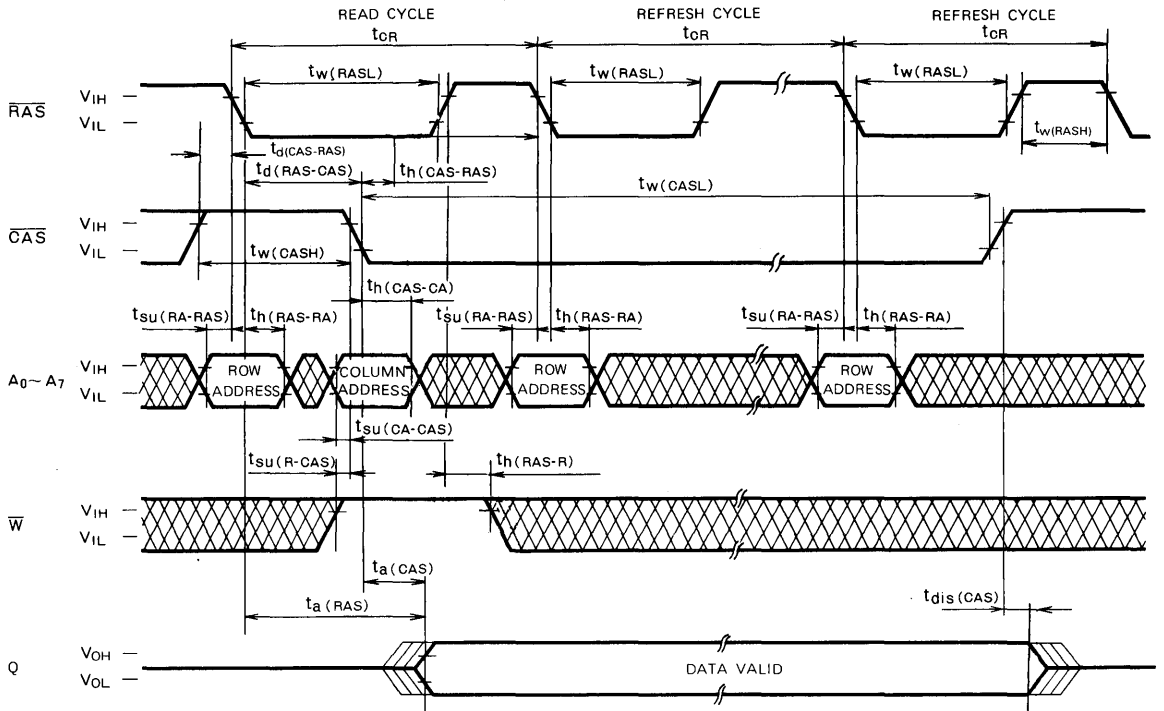 READ CYCLE REFRESH CYCLE REFRESH CYCLE
tCR tCR tCR
tw(RASL) tw(RASL) tw(RASL)
RAS
VIH
VIL
tw(RASH)
td(CAS-RAS)
td(RAS-CAS) th(CAS-RAS)
tw(CASL)
CAS
VIH
VIL
tw(CASH)
th(CAS-CA)
tsu(RA-RAS) th(RAS-RA) tsu(RA-RAS) th(RAS-RA) tsu(RA-RAS) th(RAS-RA)
A0~A7
VIH
VIL
ROW ADDRESS
COLUMN ADDRESS
ROW ADDRESS
ROW ADDRESS
tsu(CA-CAS)
tsu(R-CAS) th(RAS-R)
W
VIH
VIL
ta(CAS)
ta(RAS)
tdis(CAS)
Q
VOH
VOL
DATA VALID